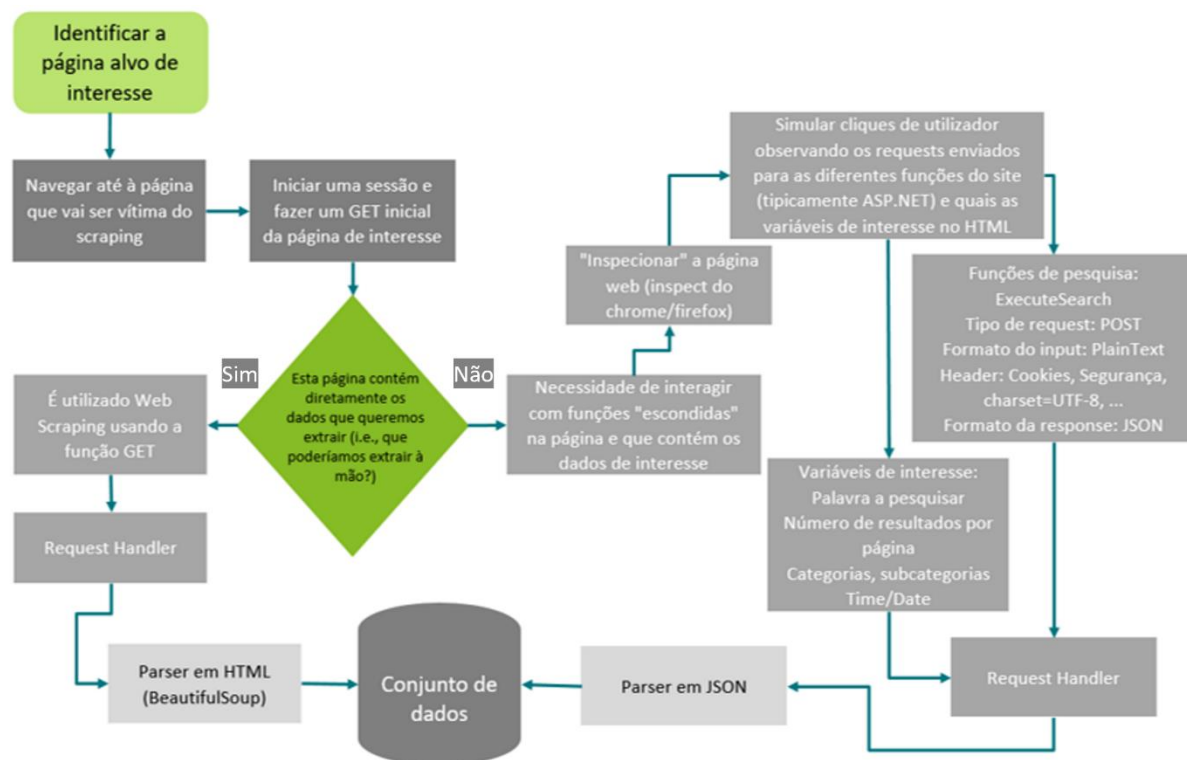 Identificar a
página alvo de
interesse
Navegar até à página
que vai ser vítima do
scraping
Iniciar uma sessão e
fazer um GET inicial
da página de interesse
Esta página contém
diretamente os
dados que queremos
extrair (i.e., que
poderíamos extrair à
mão?)
Sim
Não
É utilizado Web
Scraping usando a
função GET
Request Handler
Parser em HTML
(BeautifulSoup)
Conjunto de
dados
Necessidade de interagir
com funções "escondidas"
na página e que contém os
dados de interesse
"Inspecionar" a página
web (inspect do
chrome/firefox)
Simular cliques de utilizador
observando os requests enviados
para as diferentes funções do site
(tipicamente ASP.NET) e quais as
variáveis de interesse no HTML
Funções de pesquisa:
ExecuteSearch
Tipo de request: POST
Formato do input: PlainText
Header: Cookies, Segurança,
charset=UTF-8, ...
Formato da response: JSON
Variáveis de interesse:
Palavra a pesquisar
Número de resultados por
página
Categorias, subcategorias
Time/Date
Request Handler
Parser em JSON